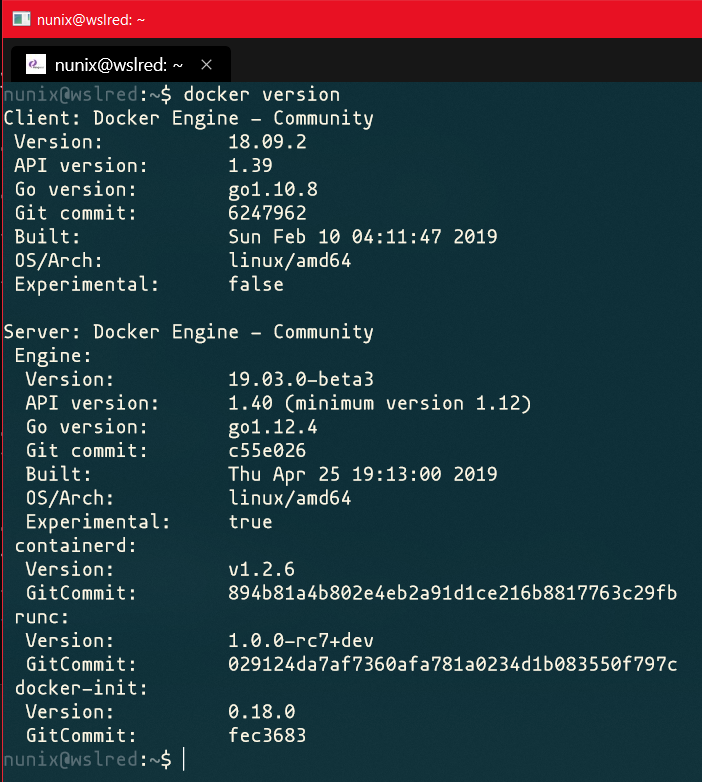 nunix@wslred: ~
nunix@wslred: ~
nunix@wslred:~$ docker version
Client: Docker Engine - Community
Version: 18.09.2
API version: 1.39
Go version: go1.10.8
Git commit: 6247962
Built: Sun Feb 10 04:11:47 2019
OS/Arch: linux/amd64
Experimental: false
Server: Docker Engine - Community
Engine:
Version: 19.03.0-beta3
API version: 1.40 (minimum version 1.12)
Go version: go1.12.4
Git commit: c55e026
Built: Thu Apr 25 19:13:00 2019
OS/Arch: linux/amd64
Experimental: true
containerd:
Version: v1.2.6
GitCommit: 894b81a4b802e4eb2a91d1ce216b8817763c29fb
runc:
Version: 1.0.0-rc7+dev
GitCommit: 029124da7af7360afa781a0234d1b083550f797c
docker-init:
Version: 0.18.0
GitCommit: fec3683
nunix@wslred:~$